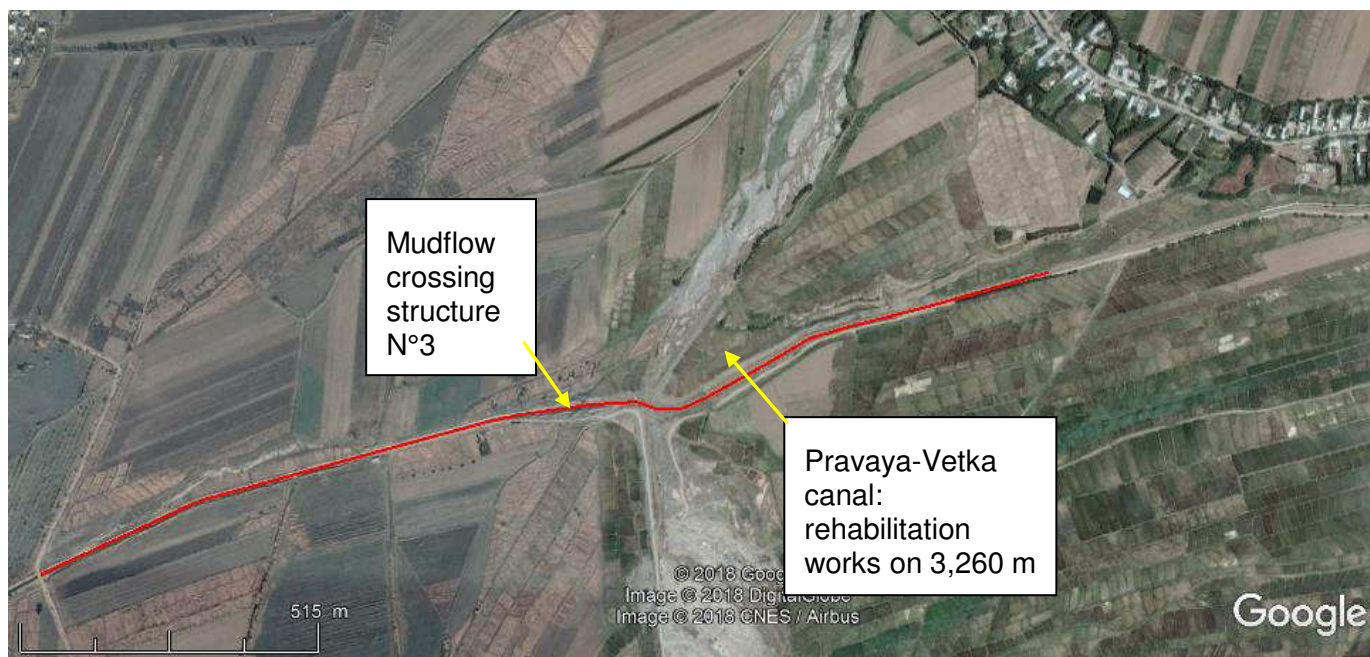 Mudflow
crossing
structure
N°3
Pravaya-Vetka
canal:
rehabilitation
works on 3,260 m
515 m
© 2018 Goog
Image © 2018 DigitalGlobe
Image © 2018 CNES / Airbus
Google